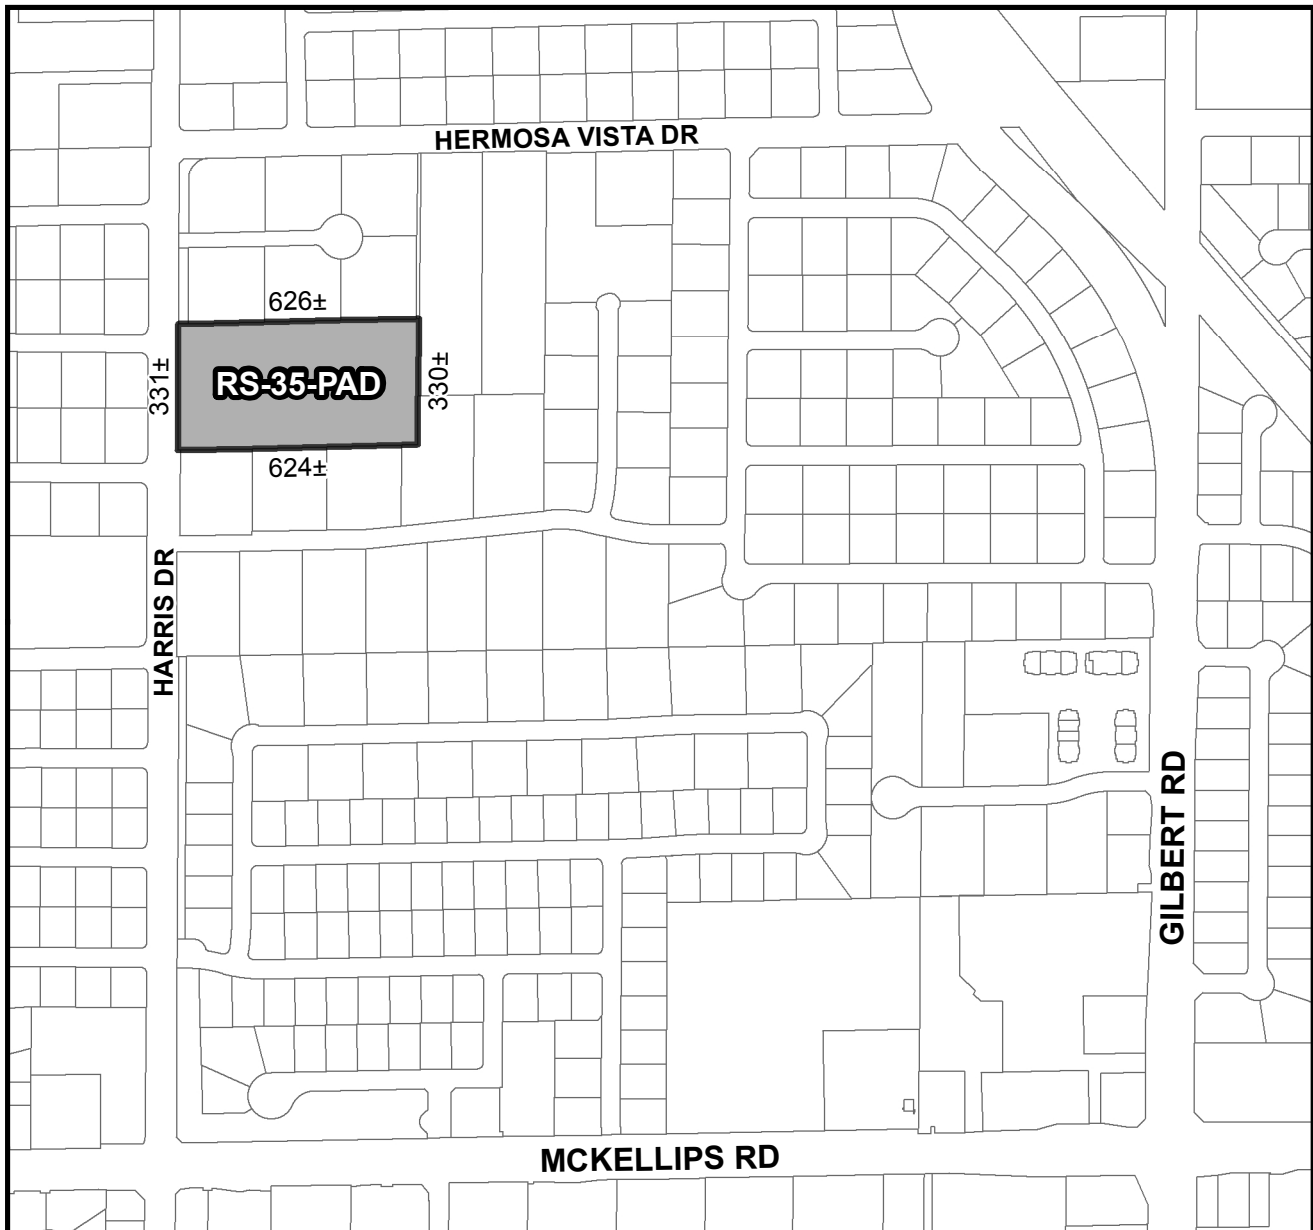 HERMOSA VISTA DR
626±
331±
RS-35-PAD
330±
624±
HARRIS DR
GILBERT RD
MCKELLIPS RD